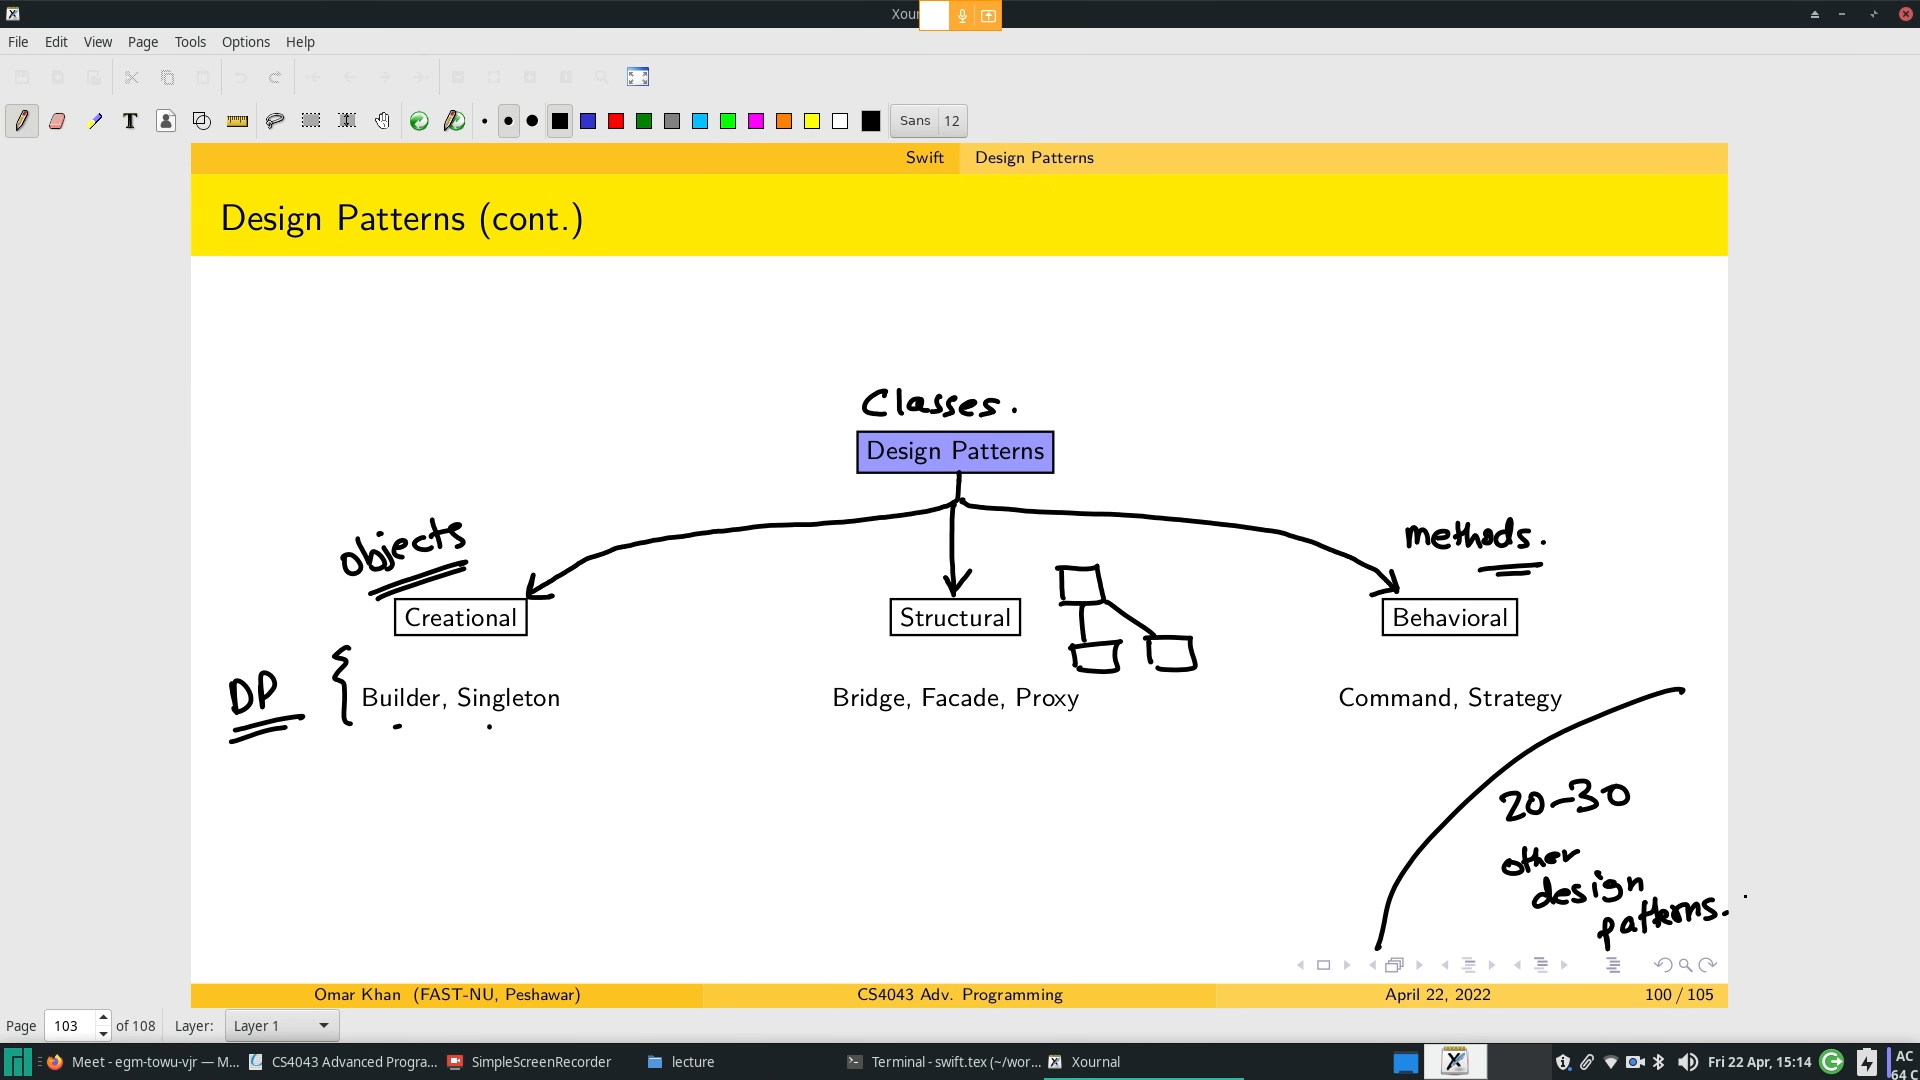 Xour
File Edit View Page Tools Options Help
T Sans 12
Swift Design Patterns
Design Patterns (cont.)
Classes.
Design Patterns
objects
methods.
Creational Structural Behavioral
DP
Builder, Singleton Bridge, Facade, Proxy Command, Strategy
20-30
other
design
patterns.
Omar Khan (FAST-NU, Peshawar) CS4043 Adv. Programming April 22, 2022 100 / 105
Page 103 of 108 Layer: Layer 1
Meet - egm-towu-vjr — M... CS4043 Advanced Progra... SimpleScreenRecorder lecture Terminal - swift.tex (~/wor... Xournal Fri 22 Apr, 15:14 AC
64 C